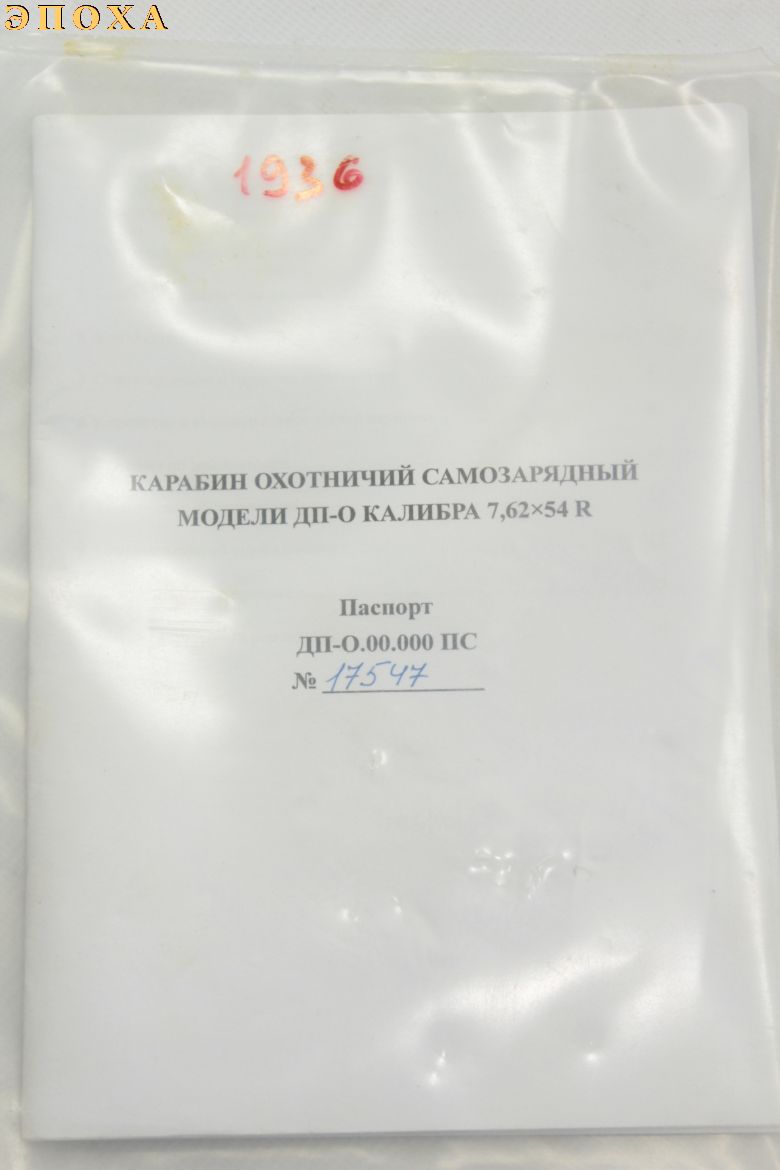 ЭПОХА
1936
КАРАБИН ОХОТНИЧИЙ САМОЗАРЯДНЫЙ
МОДЕЛИ ДП-О КАЛИБРА 7,62×54 R
Паспорт
ДП-О.00.000 ПС
№ 17547